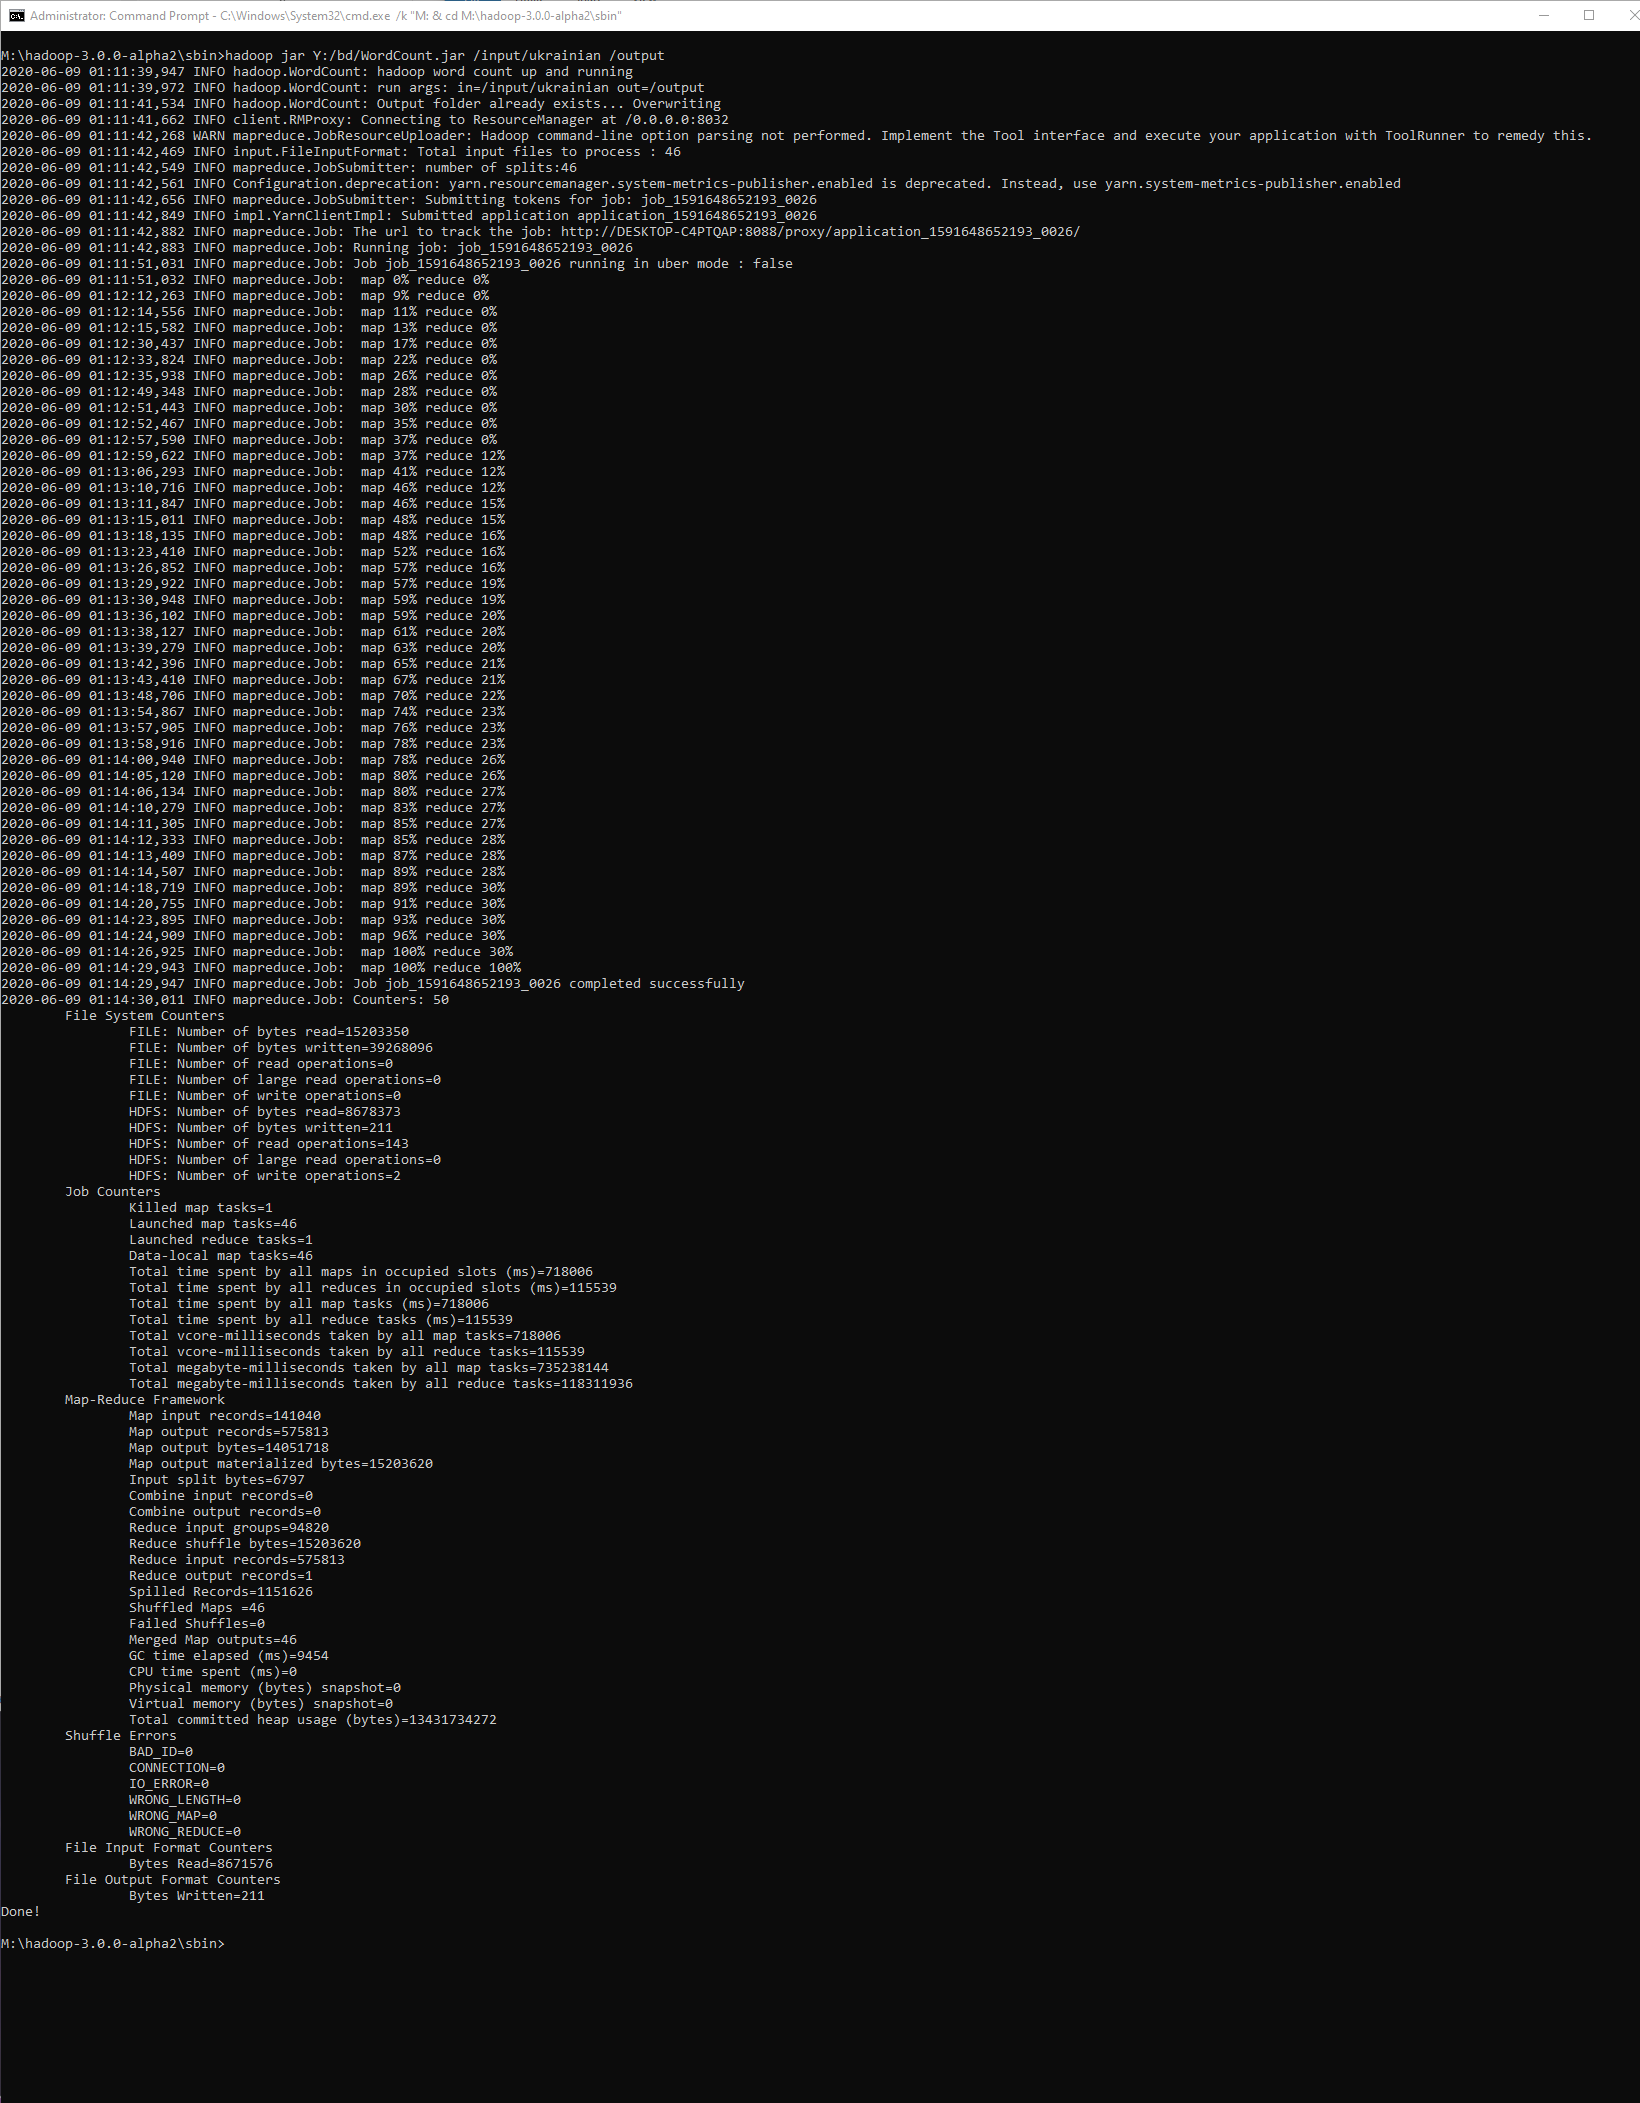 Administrator: Command Prompt - C:\Windows\System32\cmd.exe /k "M: & cd M:\hadoop-3.0.0-alpha2\sbin"
M:\hadoop-3.0.0-alpha2\sbin>hadoop jar Y:/bd/WordCount.jar /input/ukrainian /output
2020-06-09 01:11:39,947 INFO hadoop.WordCount: hadoop word count up and running
2020-06-09 01:11:39,972 INFO hadoop.WordCount: run args: in=/input/ukrainian out=/output
2020-06-09 01:11:41,534 INFO hadoop.WordCount: Output folder already exists... Overwriting
2020-06-09 01:11:41,662 INFO client.RMProxy: Connecting to ResourceManager at /0.0.0.0:8032
2020-06-09 01:11:42,268 WARN mapreduce.JobResourceUploader: Hadoop command-line option parsing not performed. Implement the Tool interface and execute your application with ToolRunner to remedy this.
2020-06-09 01:11:42,469 INFO input.FileInputFormat: Total input files to process : 46
2020-06-09 01:11:42,549 INFO mapreduce.JobSubmitter: number of splits:46
2020-06-09 01:11:42,561 INFO Configuration.deprecation: yarn.resourcemanager.system-metrics-publisher.enabled is deprecated. Instead, use yarn.system-metrics-publisher.enabled
2020-06-09 01:11:42,656 INFO mapreduce.JobSubmitter: Submitting tokens for job: job_1591648652193_0026
2020-06-09 01:11:42,849 INFO impl.YarnClientImpl: Submitted application application_1591648652193_0026
2020-06-09 01:11:42,882 INFO mapreduce.Job: The url to track the job: http://DESKTOP-C4PTQAP:8088/proxy/application_1591648652193_0026/
2020-06-09 01:11:42,883 INFO mapreduce.Job: Running job: job_1591648652193_0026
2020-06-09 01:11:51,031 INFO mapreduce.Job: Job job_1591648652193_0026 running in uber mode : false
2020-06-09 01:11:51,032 INFO mapreduce.Job:  map 0% reduce 0%
2020-06-09 01:12:12,263 INFO mapreduce.Job:  map 9% reduce 0%
2020-06-09 01:12:14,556 INFO mapreduce.Job:  map 11% reduce 0%
2020-06-09 01:12:15,582 INFO mapreduce.Job:  map 13% reduce 0%
2020-06-09 01:12:30,437 INFO mapreduce.Job:  map 17% reduce 0%
2020-06-09 01:12:33,824 INFO mapreduce.Job:  map 22% reduce 0%
2020-06-09 01:12:35,938 INFO mapreduce.Job:  map 26% reduce 0%
2020-06-09 01:12:49,348 INFO mapreduce.Job:  map 28% reduce 0%
2020-06-09 01:12:51,443 INFO mapreduce.Job:  map 30% reduce 0%
2020-06-09 01:12:52,467 INFO mapreduce.Job:  map 35% reduce 0%
2020-06-09 01:12:57,590 INFO mapreduce.Job:  map 37% reduce 0%
2020-06-09 01:12:59,622 INFO mapreduce.Job:  map 37% reduce 12%
2020-06-09 01:13:06,293 INFO mapreduce.Job:  map 41% reduce 12%
2020-06-09 01:13:10,716 INFO mapreduce.Job:  map 46% reduce 12%
2020-06-09 01:13:11,847 INFO mapreduce.Job:  map 46% reduce 15%
2020-06-09 01:13:15,011 INFO mapreduce.Job:  map 48% reduce 15%
2020-06-09 01:13:18,135 INFO mapreduce.Job:  map 48% reduce 16%
2020-06-09 01:13:23,410 INFO mapreduce.Job:  map 52% reduce 16%
2020-06-09 01:13:26,852 INFO mapreduce.Job:  map 57% reduce 16%
2020-06-09 01:13:29,922 INFO mapreduce.Job:  map 57% reduce 19%
2020-06-09 01:13:30,948 INFO mapreduce.Job:  map 59% reduce 19%
2020-06-09 01:13:36,102 INFO mapreduce.Job:  map 59% reduce 20%
2020-06-09 01:13:38,127 INFO mapreduce.Job:  map 61% reduce 20%
2020-06-09 01:13:39,279 INFO mapreduce.Job:  map 63% reduce 20%
2020-06-09 01:13:42,396 INFO mapreduce.Job:  map 65% reduce 21%
2020-06-09 01:13:43,410 INFO mapreduce.Job:  map 67% reduce 21%
2020-06-09 01:13:48,706 INFO mapreduce.Job:  map 70% reduce 22%
2020-06-09 01:13:54,867 INFO mapreduce.Job:  map 74% reduce 23%
2020-06-09 01:13:57,905 INFO mapreduce.Job:  map 76% reduce 23%
2020-06-09 01:13:58,916 INFO mapreduce.Job:  map 78% reduce 23%
2020-06-09 01:14:00,940 INFO mapreduce.Job:  map 78% reduce 26%
2020-06-09 01:14:05,120 INFO mapreduce.Job:  map 80% reduce 26%
2020-06-09 01:14:06,134 INFO mapreduce.Job:  map 80% reduce 27%
2020-06-09 01:14:10,279 INFO mapreduce.Job:  map 83% reduce 27%
2020-06-09 01:14:11,305 INFO mapreduce.Job:  map 85% reduce 27%
2020-06-09 01:14:12,333 INFO mapreduce.Job:  map 85% reduce 28%
2020-06-09 01:14:13,409 INFO mapreduce.Job:  map 87% reduce 28%
2020-06-09 01:14:14,507 INFO mapreduce.Job:  map 89% reduce 28%
2020-06-09 01:14:18,719 INFO mapreduce.Job:  map 89% reduce 30%
2020-06-09 01:14:20,755 INFO mapreduce.Job:  map 91% reduce 30%
2020-06-09 01:14:23,895 INFO mapreduce.Job:  map 93% reduce 30%
2020-06-09 01:14:24,909 INFO mapreduce.Job:  map 96% reduce 30%
2020-06-09 01:14:26,925 INFO mapreduce.Job:  map 100% reduce 30%
2020-06-09 01:14:29,943 INFO mapreduce.Job:  map 100% reduce 100%
2020-06-09 01:14:29,947 INFO mapreduce.Job: Job job_1591648652193_0026 completed successfully
2020-06-09 01:14:30,011 INFO mapreduce.Job: Counters: 50
File System Counters
FILE: Number of bytes read=15203350
FILE: Number of bytes written=39268096
FILE: Number of read operations=0
FILE: Number of large read operations=0
FILE: Number of write operations=0
HDFS: Number of bytes read=8678373
HDFS: Number of bytes written=211
HDFS: Number of read operations=143
HDFS: Number of large read operations=0
HDFS: Number of write operations=2
Job Counters
Killed map tasks=1
Launched map tasks=46
Launched reduce tasks=1
Data-local map tasks=46
Total time spent by all maps in occupied slots (ms)=718006
Total time spent by all reduces in occupied slots (ms)=115539
Total time spent by all map tasks (ms)=718006
Total time spent by all reduce tasks (ms)=115539
Total vcore-milliseconds taken by all map tasks=718006
Total vcore-milliseconds taken by all reduce tasks=115539
Total megabyte-milliseconds taken by all map tasks=735238144
Total megabyte-milliseconds taken by all reduce tasks=118311936
Map-Reduce Framework
Map input records=141040
Map output records=575813
Map output bytes=14051718
Map output materialized bytes=15203620
Input split bytes=6797
Combine input records=0
Combine output records=0
Reduce input groups=94820
Reduce shuffle bytes=15203620
Reduce input records=575813
Reduce output records=1
Spilled Records=1151626
Shuffled Maps =46
Failed Shuffles=0
Merged Map outputs=46
GC time elapsed (ms)=9454
CPU time spent (ms)=0
Physical memory (bytes) snapshot=0
Virtual memory (bytes) snapshot=0
Total committed heap usage (bytes)=13431734272
Shuffle Errors
BAD_ID=0
CONNECTION=0
IO_ERROR=0
WRONG_LENGTH=0
WRONG_MAP=0
WRONG_REDUCE=0
File Input Format Counters
Bytes Read=8671576
File Output Format Counters
Bytes Written=211
Done!
M:\hadoop-3.0.0-alpha2\sbin>